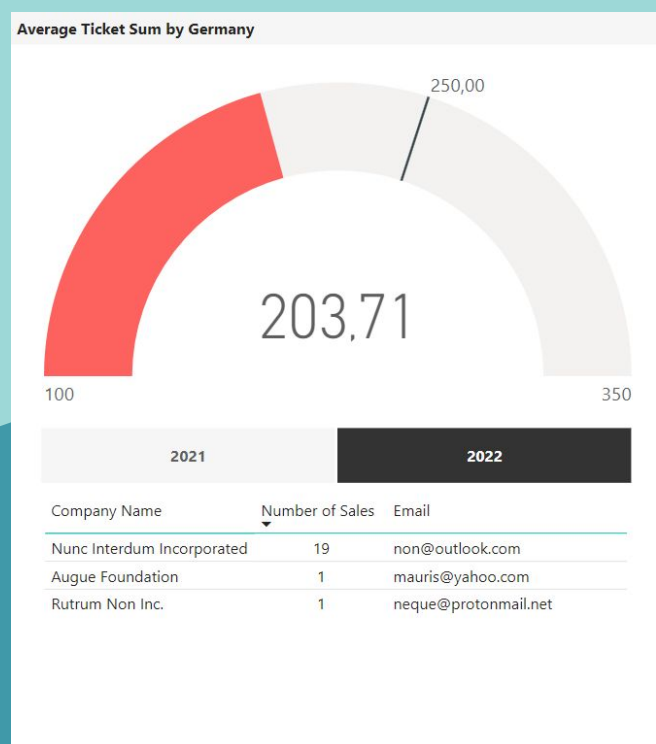 Average Ticket Sum by Germany
250,00
203,71
100 350
2021 2022
Company Name Number of Sales Email
Nunc Interdum Incorporated 19 non@outlook.com
Augue Foundation 1 mauris@yahoo.com
Rutrum Non Inc. 1 neque@protonmail.net